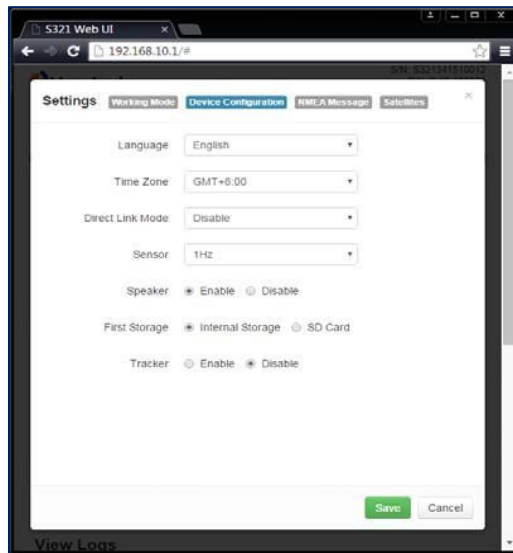 S321 Web UI
192.168.10.1/#
Settings Working Mode Device Configuration NMEA Message Satellites
Language English
Time Zone GMT+8:00
Direct Link Mode Disable
Sensor 1Hz
Speaker Enable Disable
First Storage Internal Storage SD Card
Tracker Enable Disable
Save Cancel
View Logs